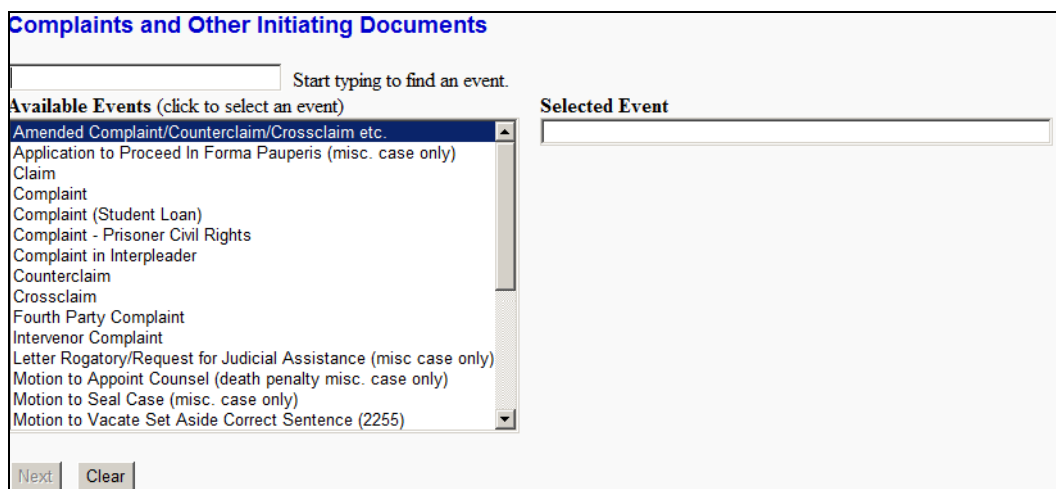 Complaints and Other Initiating Documents
Start typing to find an event.
Available Events (click to select an event)
Selected Event
Amended Complaint/Counterclaim/Crossclaim etc.
Application to Proceed In Forma Pauperis (misc. case only)
Claim
Complaint
Complaint (Student Loan)
Complaint - Prisoner Civil Rights
Complaint in Interpleader
Counterclaim
Crossclaim
Fourth Party Complaint
Intervenor Complaint
Letter Rogatory/Request for Judicial Assistance (misc case only)
Motion to Appoint Counsel (death penalty misc. case only)
Motion to Seal Case (misc. case only)
Motion to Vacate Set Aside Correct Sentence (2255)
Next Clear